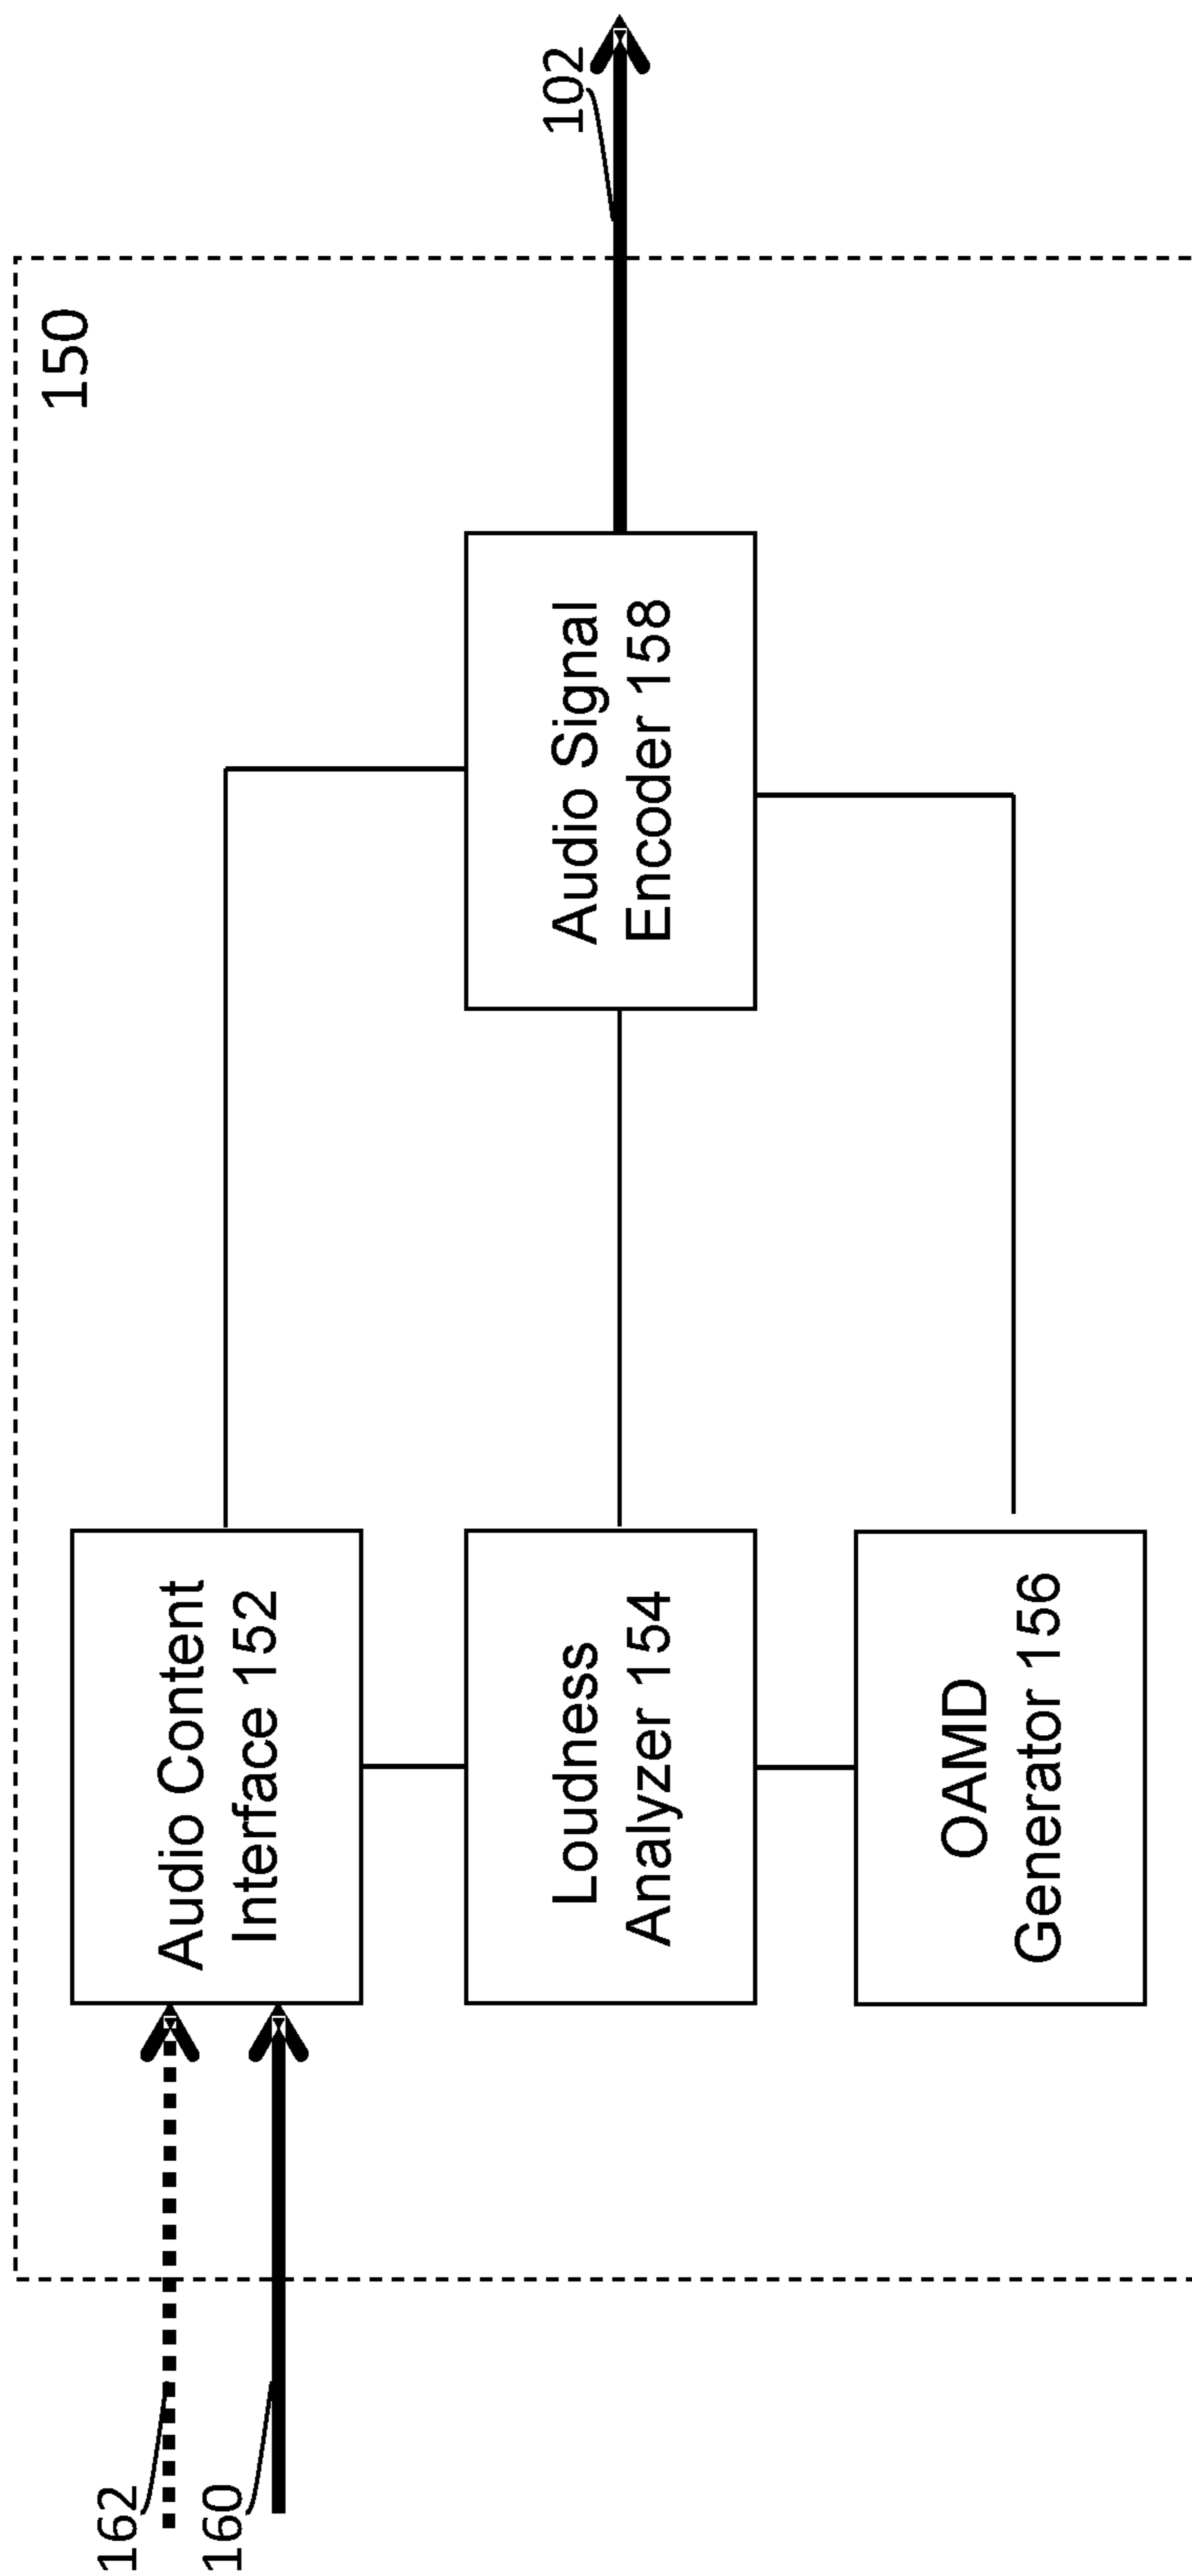 150
162
160
Audio Content
Interface 152
Loudness
Analyzer 154
OAMD
Generator 156
Audio Signal
Encoder 158
102